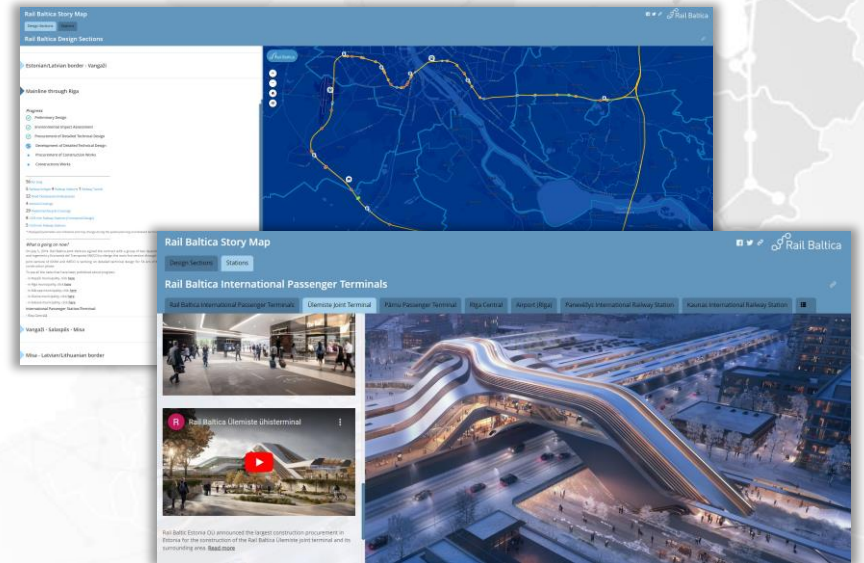 Rail Baltica Story Map
Design Sections
Stations
Rail Baltica
Rail Baltica Design Sections
Estonian/Latvian border - Vangaži
Mainline through Riga
Progress
Preliminary Design
Environmental Impact Assessment
Procurement of Detailed Technical Design
Development of Detailed Technical Design
Procurement of Construction Works
Construction Works
What is going on now?
International Passenger Station/Terminal
Vangaži - Salaspils - Misa
Misa - Latvian/Lithuanian border
Rail Baltica Story Map
Rail Baltica
Design Sections
Stations
Rail Baltica International Passenger Terminals
Rail Baltica International Passenger Terminals
Ülemiste Joint Terminal
Pärnu Passenger Terminal
Riga Central
Airport (Riga)
Panevėžys International Railway Station
Kaunas International Railway Station
R
Rail Baltica Ülemiste ühisterminal
Rail Baltic Estonia OÜ announced the largest construction procurement in
Estonia for the construction of the Rail Baltica Ülemiste joint terminal and its
surrounding area. Read more